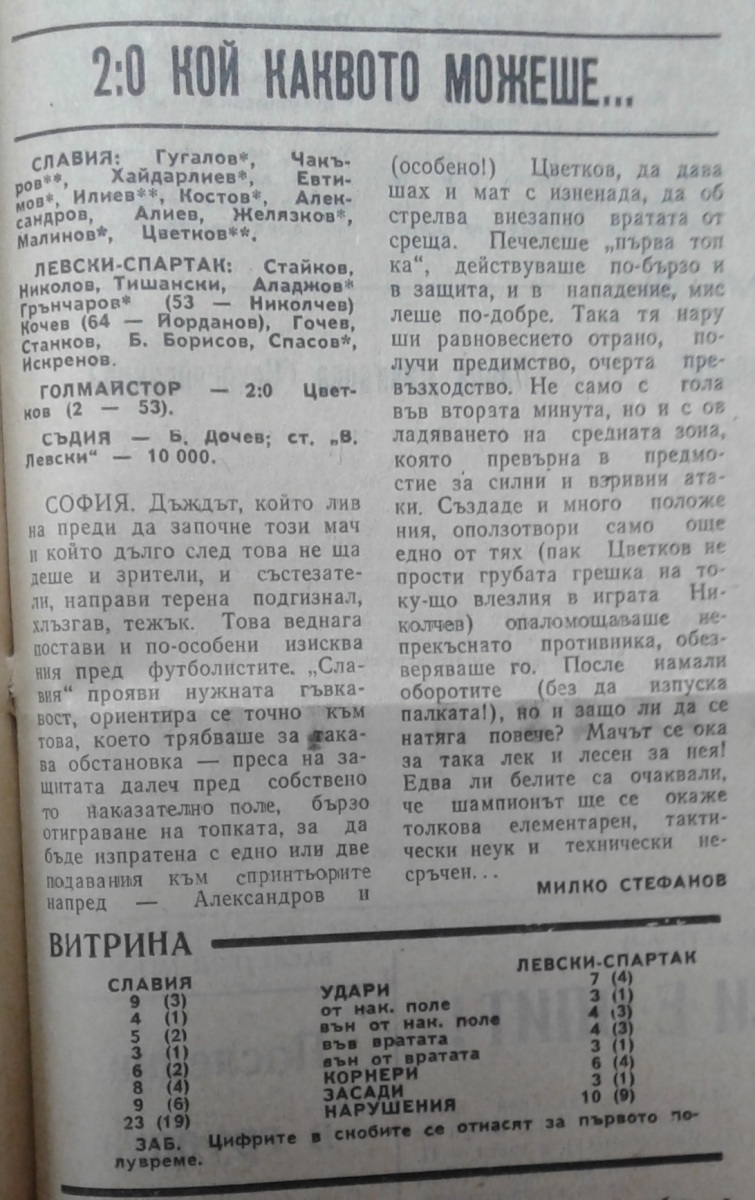 2:0 КОЙ КАКВОТО МОЖЕШЕ...
СЛАВИЯ: Гугалов*, Чакъ-
ров**, Хайдарлиев*, Евти-
мов*, Илиев**, Костов*, Алек-
сандров, Алиев, Желязков*,
Малинов*, Цветков**.
ЛЕВСКИ-СПАРТАК: Стайков,
Николов, Тишански, Аладжов*
Грънчаров* (53 — Николчев)
Кочев (64 — Йорданов), Гочев,
Станков, Б. Борисов, Спасов*,
Искренов.
ГОЛМАЙСТОР — 2:0 Цвет-
ков (2 — 53).
СЪДИЯ — Б. Дочев; ст. „В.
Левски“ — 10 000.
СОФИЯ. Дъждът, който лив
на преди да започне този мач
и който дълго след това не ща
деше и зрители, и състезате-
ли, направи терена подгизнал,
хлъзгав, тежък. Това веднага
постави и по-особени изисква
ния пред футболистите. „Сла-
вия“ прояви нужната гъвка-
вост, ориентира се точно към
това, което трябваше за така-
ва обстановка — преса на за-
щитата далеч пред собствено
то наказателно поле, бързо
отиграване на топката, за да
бъде изпратена с едно или две
подавания към спринтьорите
напред — Александров и
(особено!) Цветков, да дава
шах и мат с изненада, да об
стрелва внезапно вратата от
среща. Печелеше „първа топ
ка“, действуваше по-бързо и
в защита, и в нападение, мис
леше по-добре. Така тя нару
ши равновесието отрано, по-
лучи предимство, очерта пре-
възходство. Не само с гола
във втората минута, но и с ов
ладяването на средната зона,
която превърна в предмо-
стие за силни и взривни ата-
ки. Създаде и много положе
ния, оползотвори само още
едно от тях (пак Цветков не
прости грубата грешка на то-
ку-що влезлия в играта Ни-
колчев) опаломощаваше не-
прекъснато противника, обез-
веряваше го. После намали
оборотите (без да изпуска
палката!), но и защо ли да се
натяга повече? Мачът се ока
за така лек и лесен за нея!
Едва ли белите са очаквали,
че шампионът ще се окаже
толкова елементарен, такти-
чески неук и технически не-
сръчен...
МИЛКО СТЕФАНОВ
ВИТРИНА
СЛАВИЯ ЛЕВСКИ-СПАРТАК
9 (3) УДАРИ 7 (4)
4 (1) от нак. поле 3 (1)
5 (2) вън от нак. поле 4 (3)
3 (1) във вратата 4 (3)
6 (2) вън от вратата 3 (1)
8 (4) КОРНЕРИ 6 (4)
9 (6) ЗАСАДИ 3 (1)
23 (19) НАРУШЕНИЯ 10 (9)
ЗАБ. Цифрите в скобите се отнасят за първото по-
лувреме.